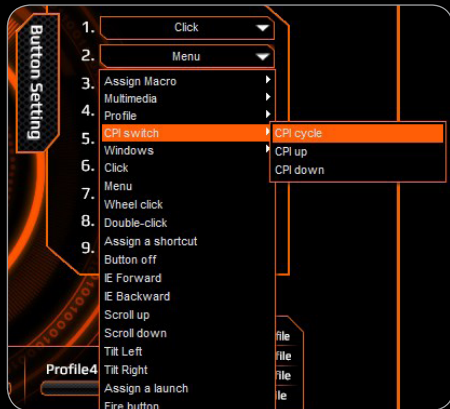 Button Setting
1. Click
2. Menu
3.
4.
5.
6.
7.
8.
9.
Assign Macro
Multimedia
Profile
CPI switch
Windows
Click
Menu
Wheel click
Double-click
Assign a shortcut
Button off
IE Forward
IE Backward
Scroll up
Scroll down
Tilt Left
Tilt Right
Assign a launch
Fire button
CPI cycle
CPI up
CPI down
Profile4
file
file
file
file